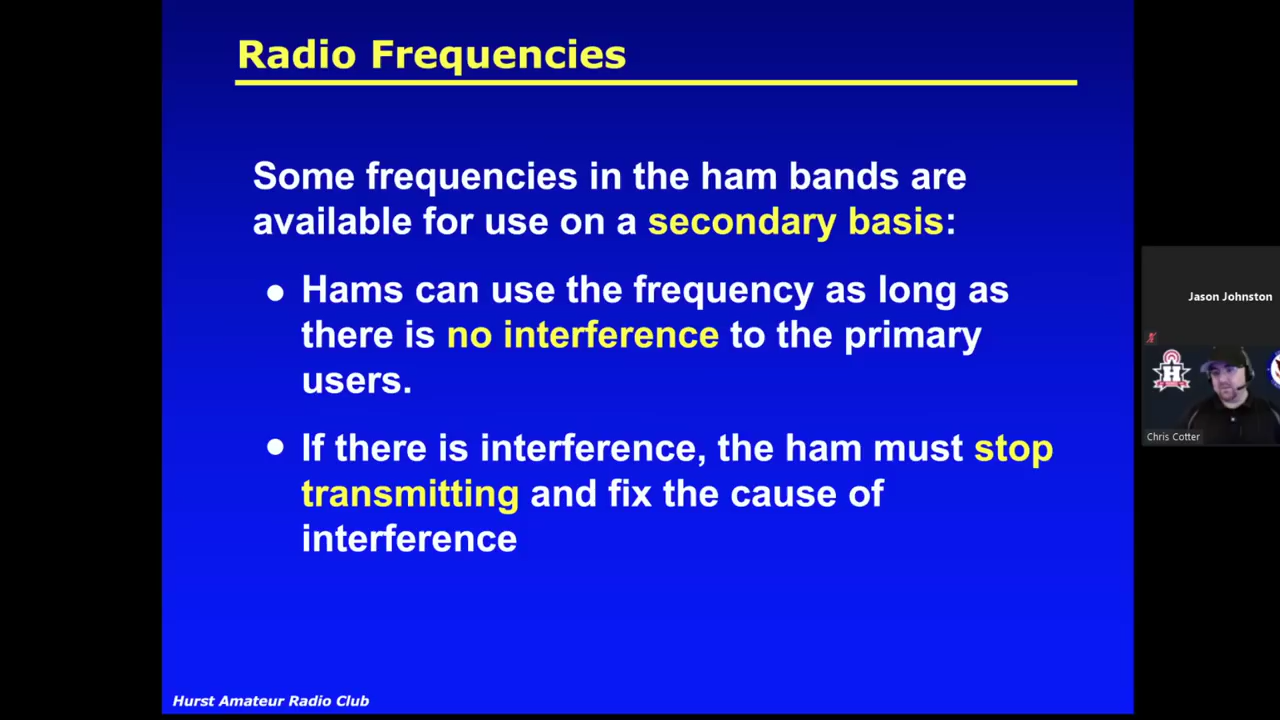 Radio Frequencies
Some frequencies in the ham bands are
available for use on a secondary basis:
● Hams can use the frequency as long as
there is no interference to the primary
users.
● If there is interference, the ham must stop
transmitting and fix the cause of
interference
Hurst Amateur Radio Club
Jason Johnston
H
Chris Cotter